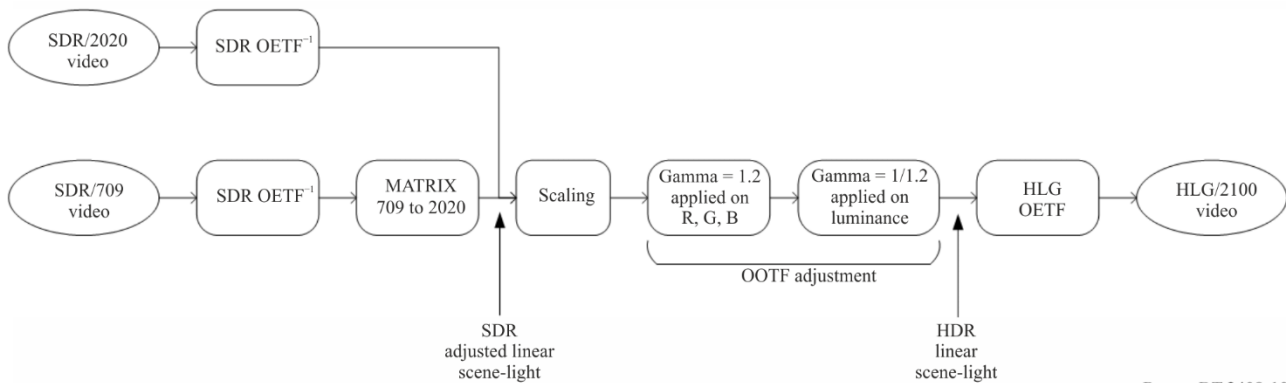 SDR/2020
video
SDR OETF⁻¹
SDR/709
video
SDR OETF⁻¹
MATRIX
709 to 2020
Scaling
Gamma = 1.2
applied on
R, G, B
Gamma = 1/1.2
applied on
luminance
HLG
OETF
HLG/2100
video
OOTF adjustment
SDR
adjusted linear
scene-light
HDR
linear
scene-light